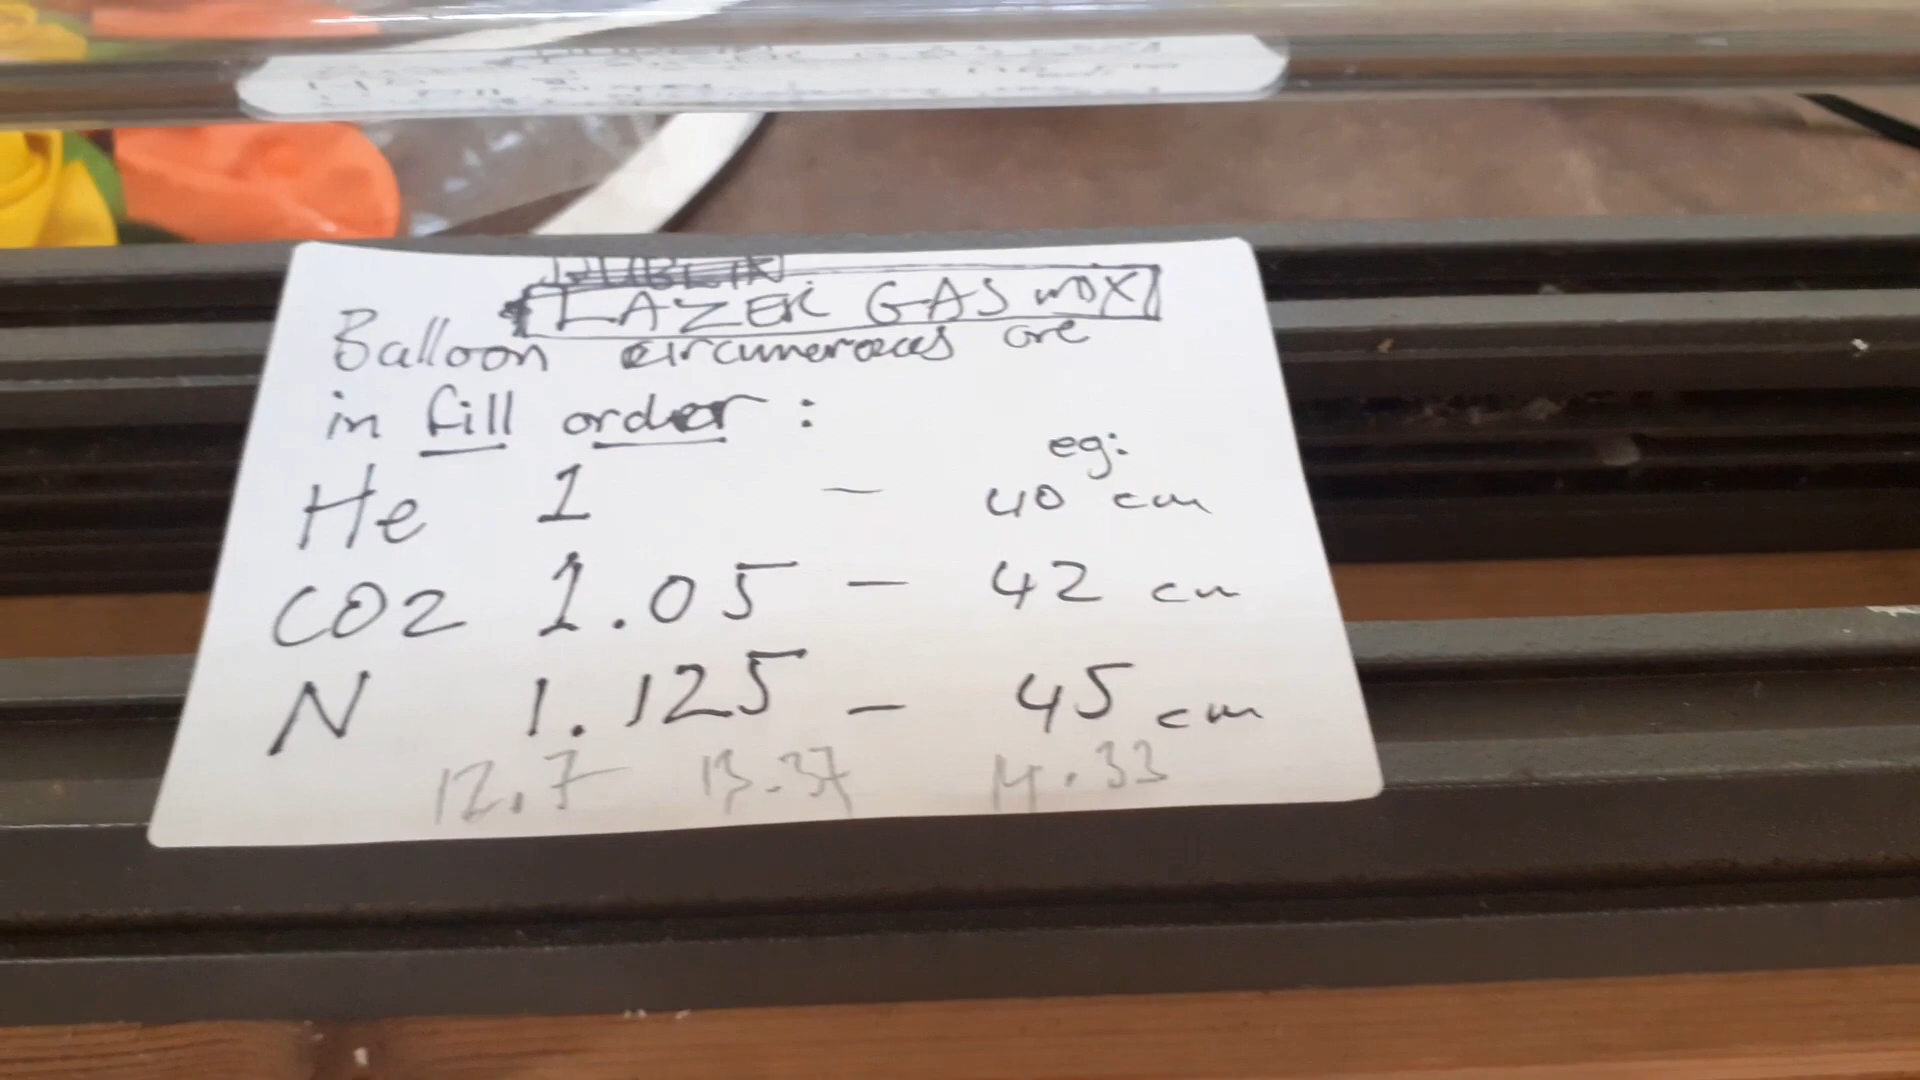 LAZER GAS MIX
Balloon circumerences are
in fill order :
eg:
He 1 - 40 cm
CO2 1.05 - 42 cm
N 1.125 - 45 cm
12.7 13.37 14.33